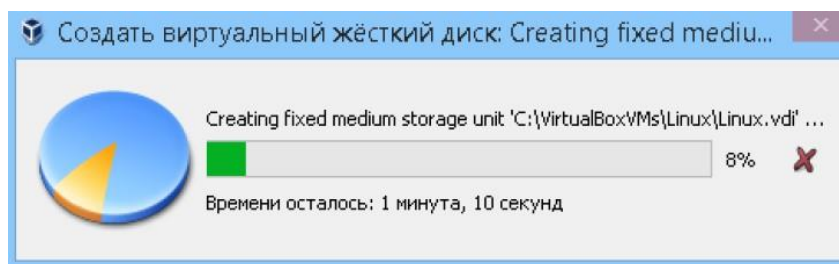 Создать виртуальный жёсткий диск: Creating fixed mediu...
Creating fixed medium storage unit 'C:\VirtualBoxVMs\Linux\Linux.vdi' ...
8%
Времени осталось: 1 минута, 10 секунд